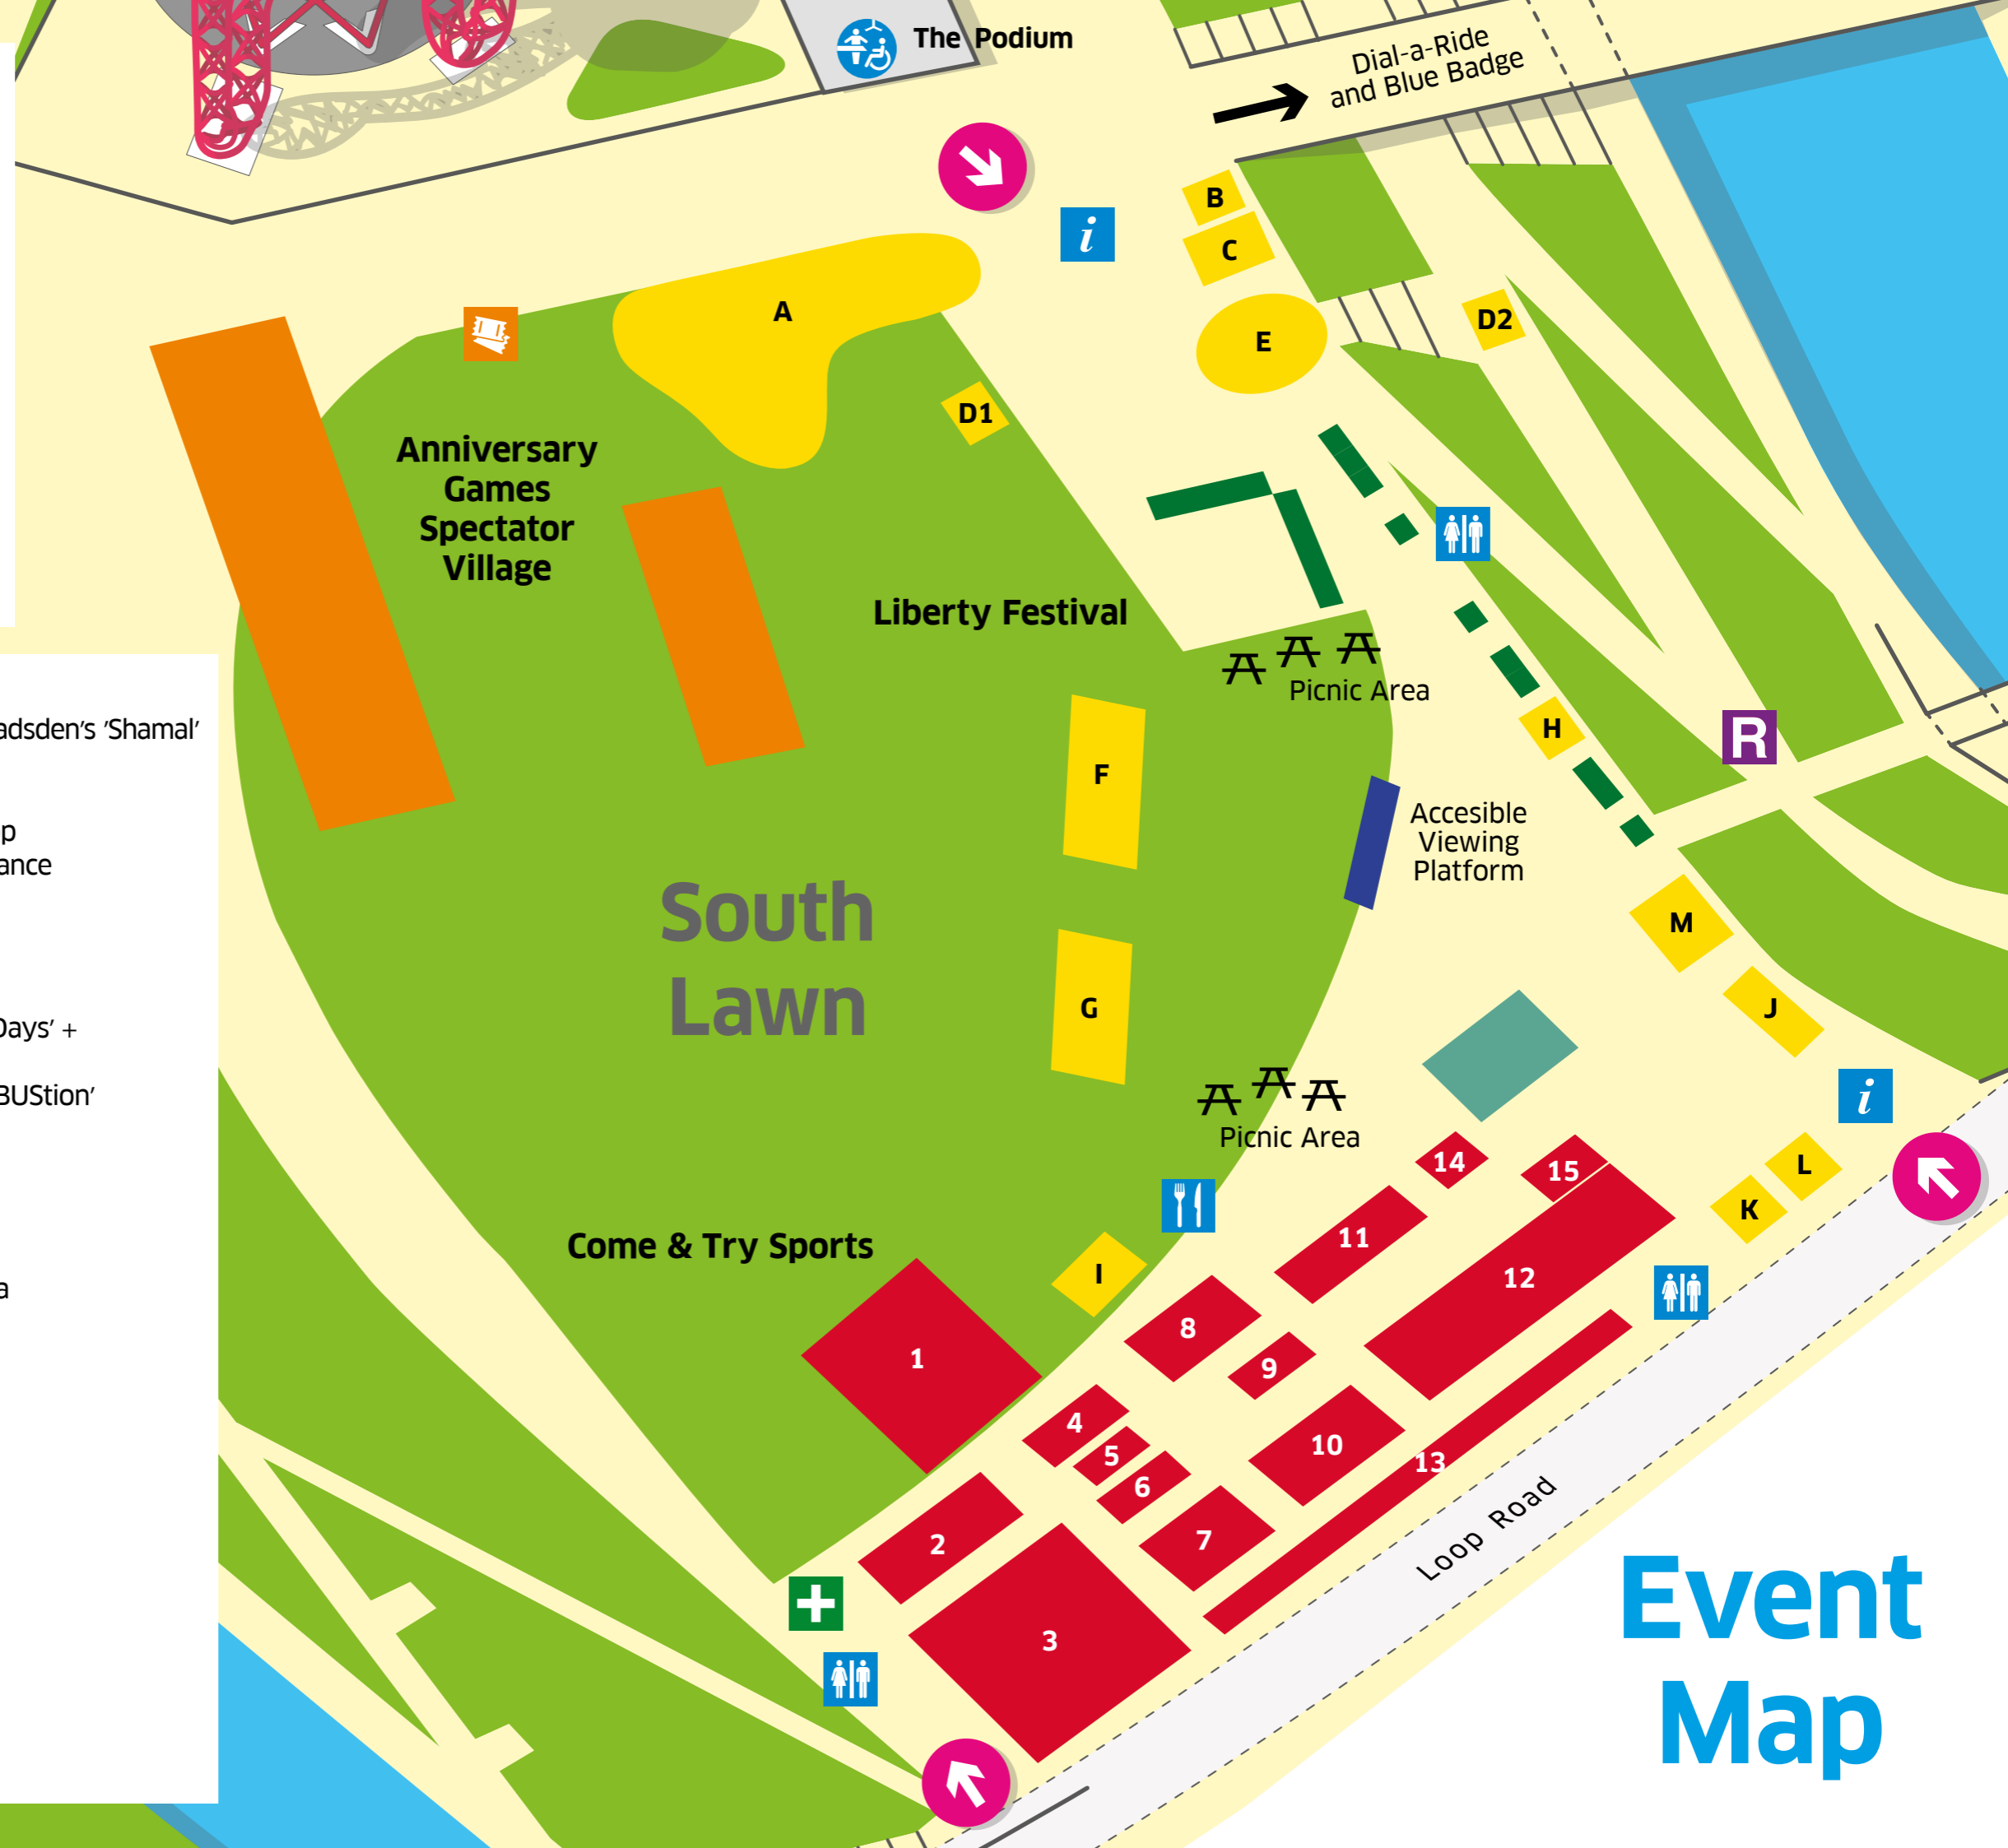 The Podium
Dial-a-Ride
and Blue Badge
B
i
C
A
D2
E
D1
Anniversary
Games
Spectator
Village
Liberty Festival
Picnic Area
adsden's 'Shamal'
H
R
F
Accesible
Viewing
Platform
p
ance
South
Lawn
M
G
J
Days' +
BUStion'
i
Picnic Area
14
15
L
K
11
Come & Try Sports
I
12
a
8
1
9
4
5
10
13
6
2
7
Loop Road
3
Event
Map